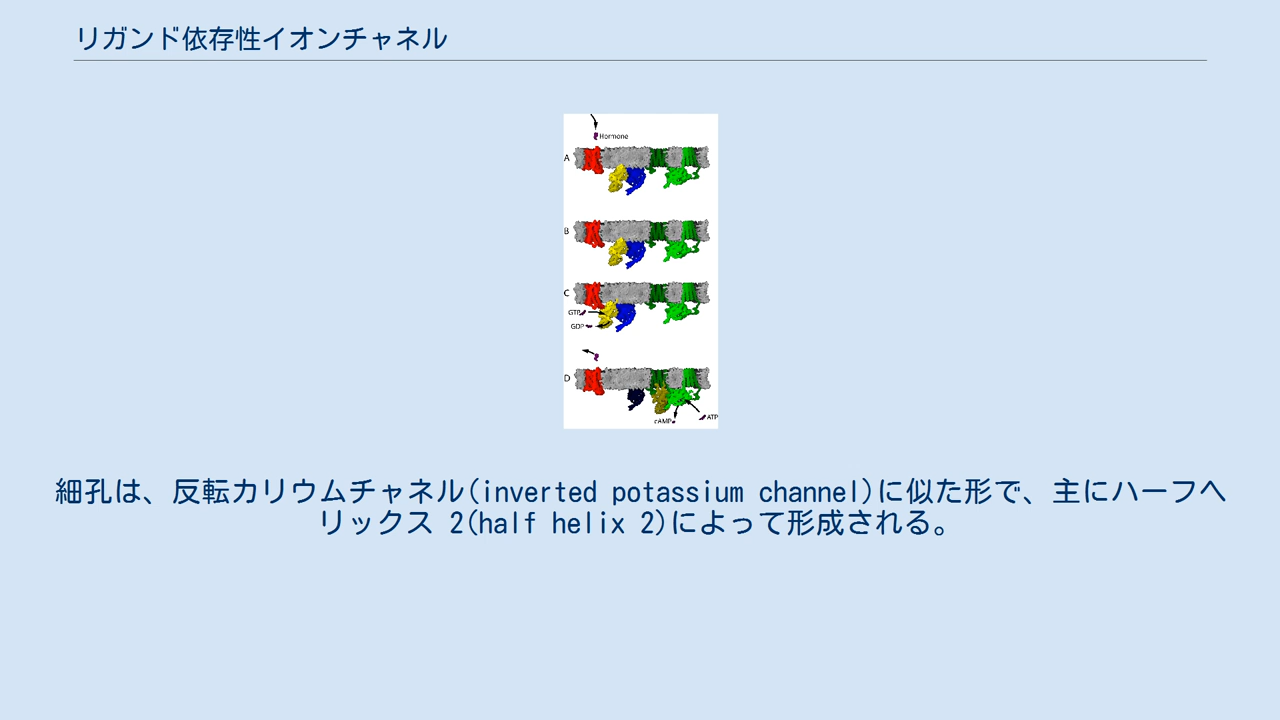 リガンド依存性イオンチャネル
Hormone
A
B
C
GTP
GDP
D
ATP
cAMP
細孔は、反転カリウムチャネル(inverted potassium channel)に似た形で、主にハーフヘ
リックス 2(half helix 2)によって形成される。